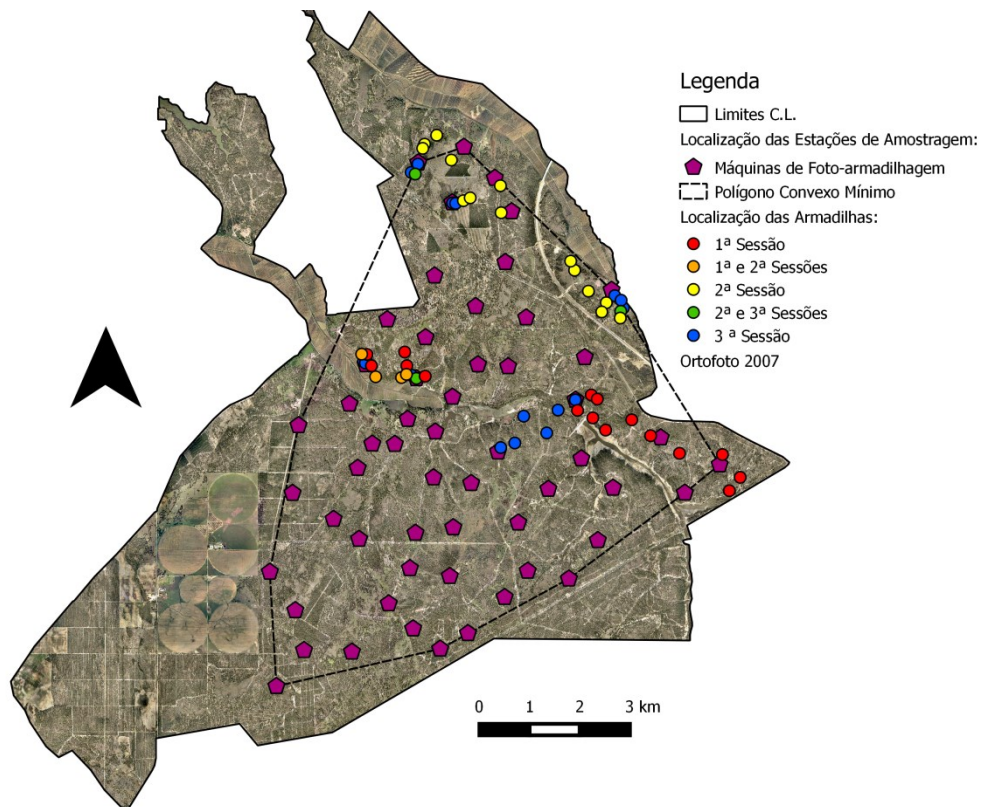 Legenda
Limites C.L.
Localização das Estações de Amostragem:
Máquinas de Foto-armadilhagem
Polígono Convexo Mínimo
Localização das Armadilhas:
1ª Sessão
1ª e 2ª Sessões
2ª Sessão
2ª e 3ª Sessões
3 ª Sessão
Ortofoto 2007
0 1 2 3 km